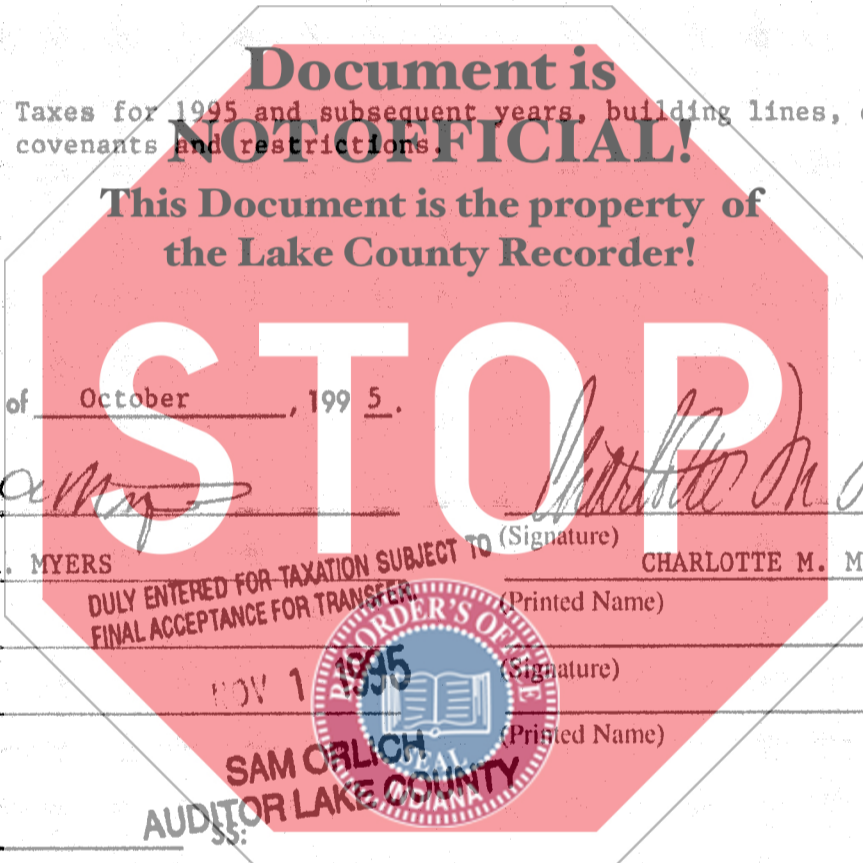 Document is
Taxes for 1995 and subsequent years, building lines,
NOT OFFICIAL!
covenants and restrictions.
This Document is the property of
the Lake County Recorder!
STOP
of October, 1995.
Charlotte M.
(Signature)
. MYERS
CHARLOTTE M. M
DULY ENTERED FOR TAXATION SUBJECT TO
FINAL ACCEPTANCE FOR TRANSFER.
(Printed Name)
RECORDER'S OFFICE
(Signature)
NOV 1 1995
(Printed Name)
SEAL
INDIANA
SAM ORLICH
AUDITOR LAKE COUNTY
SS: